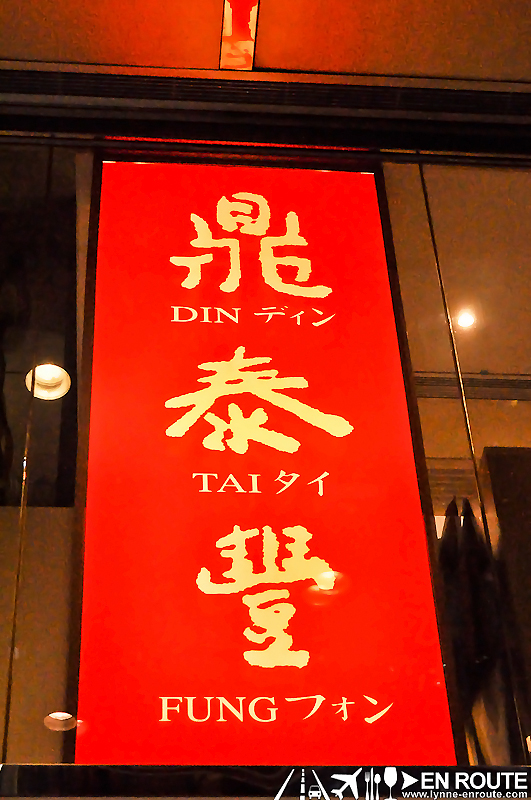 鼎
DIN ディン
泰
TAI タイ
豐
FUNG フォン
EN ROUTE
www.lynne-enroute.com